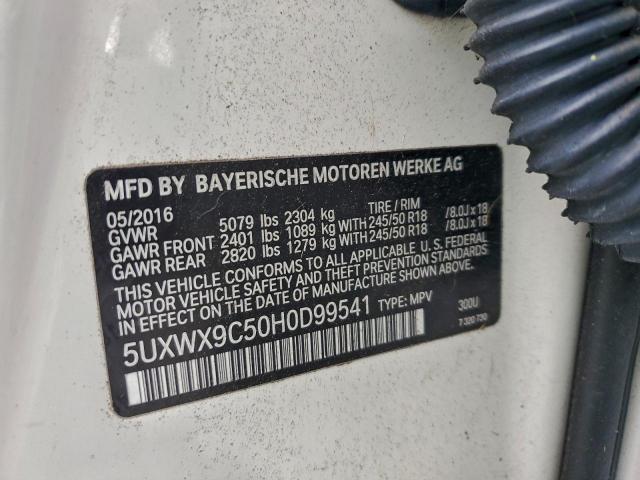 MFD BY BAYERISCHE MOTOREN WERKE AG
05/2016 TIRE / RIM
GVWR 5079 lbs 2304 kg
GAWR FRONT 2401 lbs 1089 kg WITH 245/50 R18 /8.0J x 18
GAWR REAR 2820 lbs 1279 kg WITH 245/50 R18 /8.0J x 18
THIS VEHICLE CONFORMS TO ALL APPLICABLE U.S. FEDERAL
MOTOR VEHICLE SAFETY AND THEFT PREVENTION STANDARDS
IN EFFECT ON THE DATE OF MANUFACTURE SHOWN ABOVE.
5UXWX9C50H0D99541 TYPE: MPV 300U
7 320 730